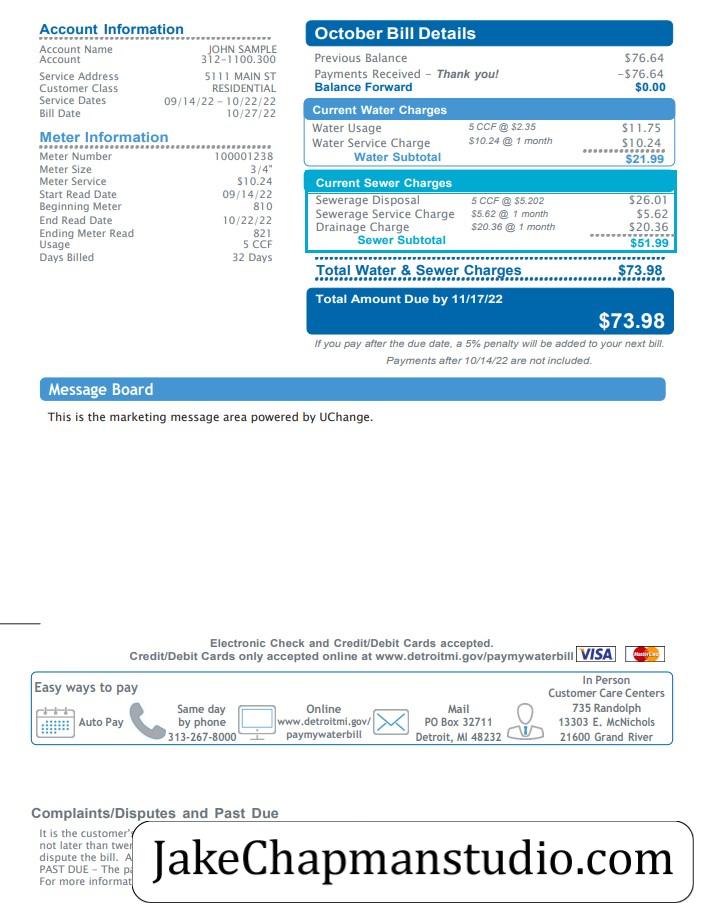 Account Information
Account Name JOHN SAMPLE
Account 312-1100.300
Service Address 5111 MAIN ST
Customer Class RESIDENTIAL
Service Dates 09/14/22 - 10/22/22
Bill Date 10/27/22
Meter Information
Meter Number 100001238
Meter Size 3/4"
Meter Service $10.24
Start Read Date 09/14/22
Beginning Meter 810
End Read Date 10/22/22
Ending Meter Read 821
Usage 5 CCF
Days Billed 32 Days
October Bill Details
Previous Balance $76.64
Payments Received – Thank you! -$76.64
Balance Forward $0.00
Current Water Charges
Water Usage 5 CCF @ $2.35 $11.75
Water Service Charge $10.24 @ 1 month $10.24
Water Subtotal $21.99
Current Sewer Charges
Sewerage Disposal 5 CCF @ $5.202 $26.01
Sewerage Service Charge $5.62 @ 1 month $5.62
Drainage Charge $20.36 @ 1 month $20.36
Sewer Subtotal $51.99
Total Water & Sewer Charges $73.98
Total Amount Due by 11/17/22
$73.98
If you pay after the due date, a 5% penalty will be added to your next bill.
Payments after 10/14/22 are not included.
Message Board
This is the marketing message area powered by UChange.
Electronic Check and Credit/Debit Cards accepted.
Credit/Debit Cards only accepted online at www.detroitmi.gov/paymywaterbill VISA MasterCard
Easy ways to pay
Auto Pay
Same day
by phone
313-267-8000
Online
www.detroitmi.gov/
paymywaterbill
Mail
PO Box 32711
Detroit, MI 48232
In Person
Customer Care Centers
735 Randolph
13303 E. McNichols
21600 Grand River
Complaints/Disputes and Past Due
It is the customer's
not later than
dispute the bill.
PAST DUE – The
For more
JakeChapmanstudio.com